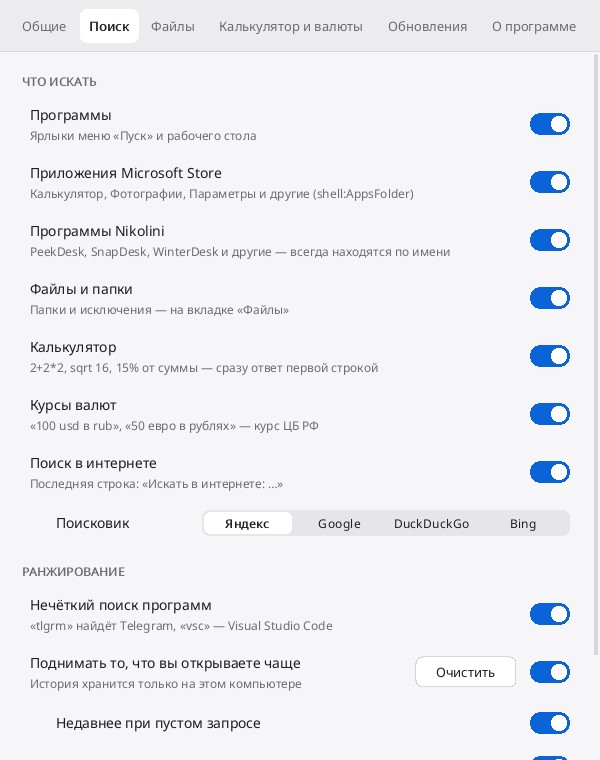 Общие Поиск Файлы Калькулятор и валюты Обновления О программе
ЧТО ИСКАТЬ
Программы
Ярлыки меню «Пуск» и рабочего стола
Приложения Microsoft Store
Калькулятор, Фотографии, Параметры и другие (shell:AppsFolder)
Программы Nikolini
PeekDesk, SnapDesk, WinterDesk и другие — всегда находятся по имени
Файлы и папки
Папки и исключения — на вкладке «Файлы»
Калькулятор
2+2*2, sqrt 16, 15% от суммы — сразу ответ первой строкой
Курсы валют
«100 usd в rub», «50 евро в рублях» — курс ЦБ РФ
Поиск в интернете
Последняя строка: «Искать в интернете: …»
Поисковик Яндекс Google DuckDuckGo Bing
РАНЖИРОВАНИЕ
Нечёткий поиск программ
«tlgrm» найдёт Telegram, «vsc» — Visual Studio Code
Поднимать то, что вы открываете чаще
Очистить
История хранится только на этом компьютере
Недавнее при пустом запросе